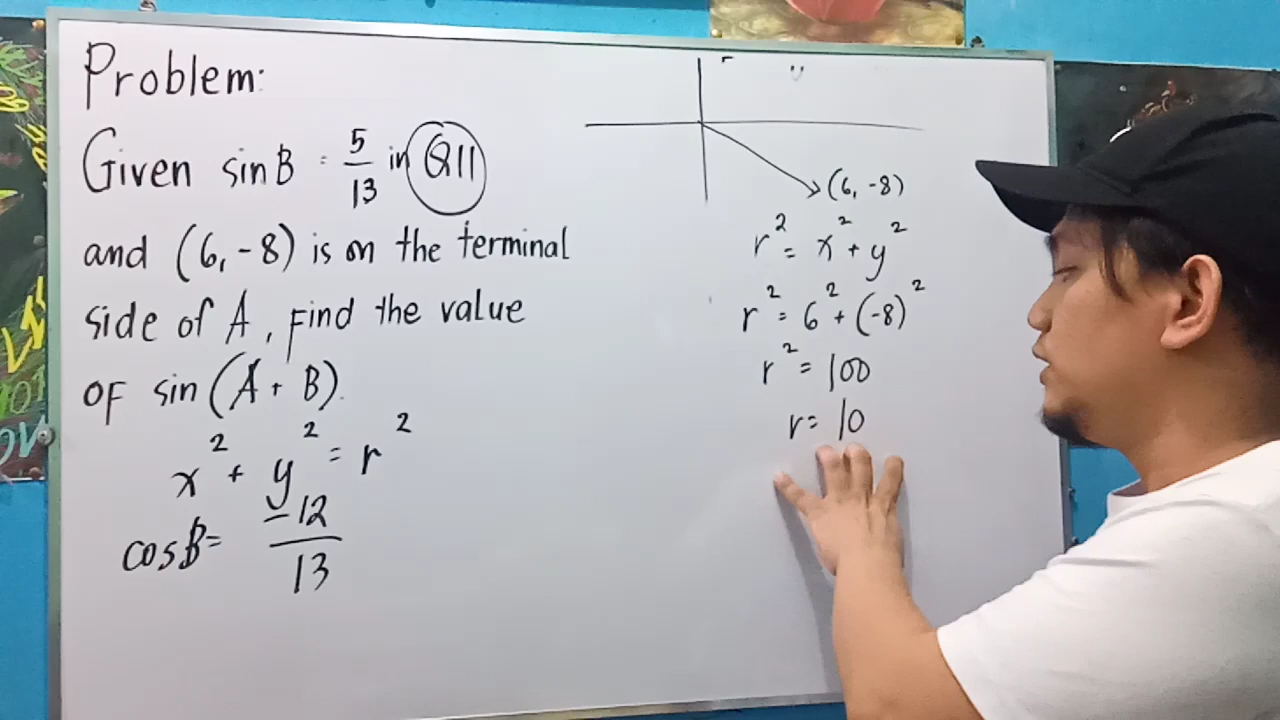 Problem:
Given sin B = 5/13 in QII
and (6, -8) is on the terminal
side of A, Find the value
OF sin (A + B).
x² + y² = r²
cos B = -12/13
(6, -8)
r² = x² + y²
r² = 6² + (-8)²
r² = 100
r = 10